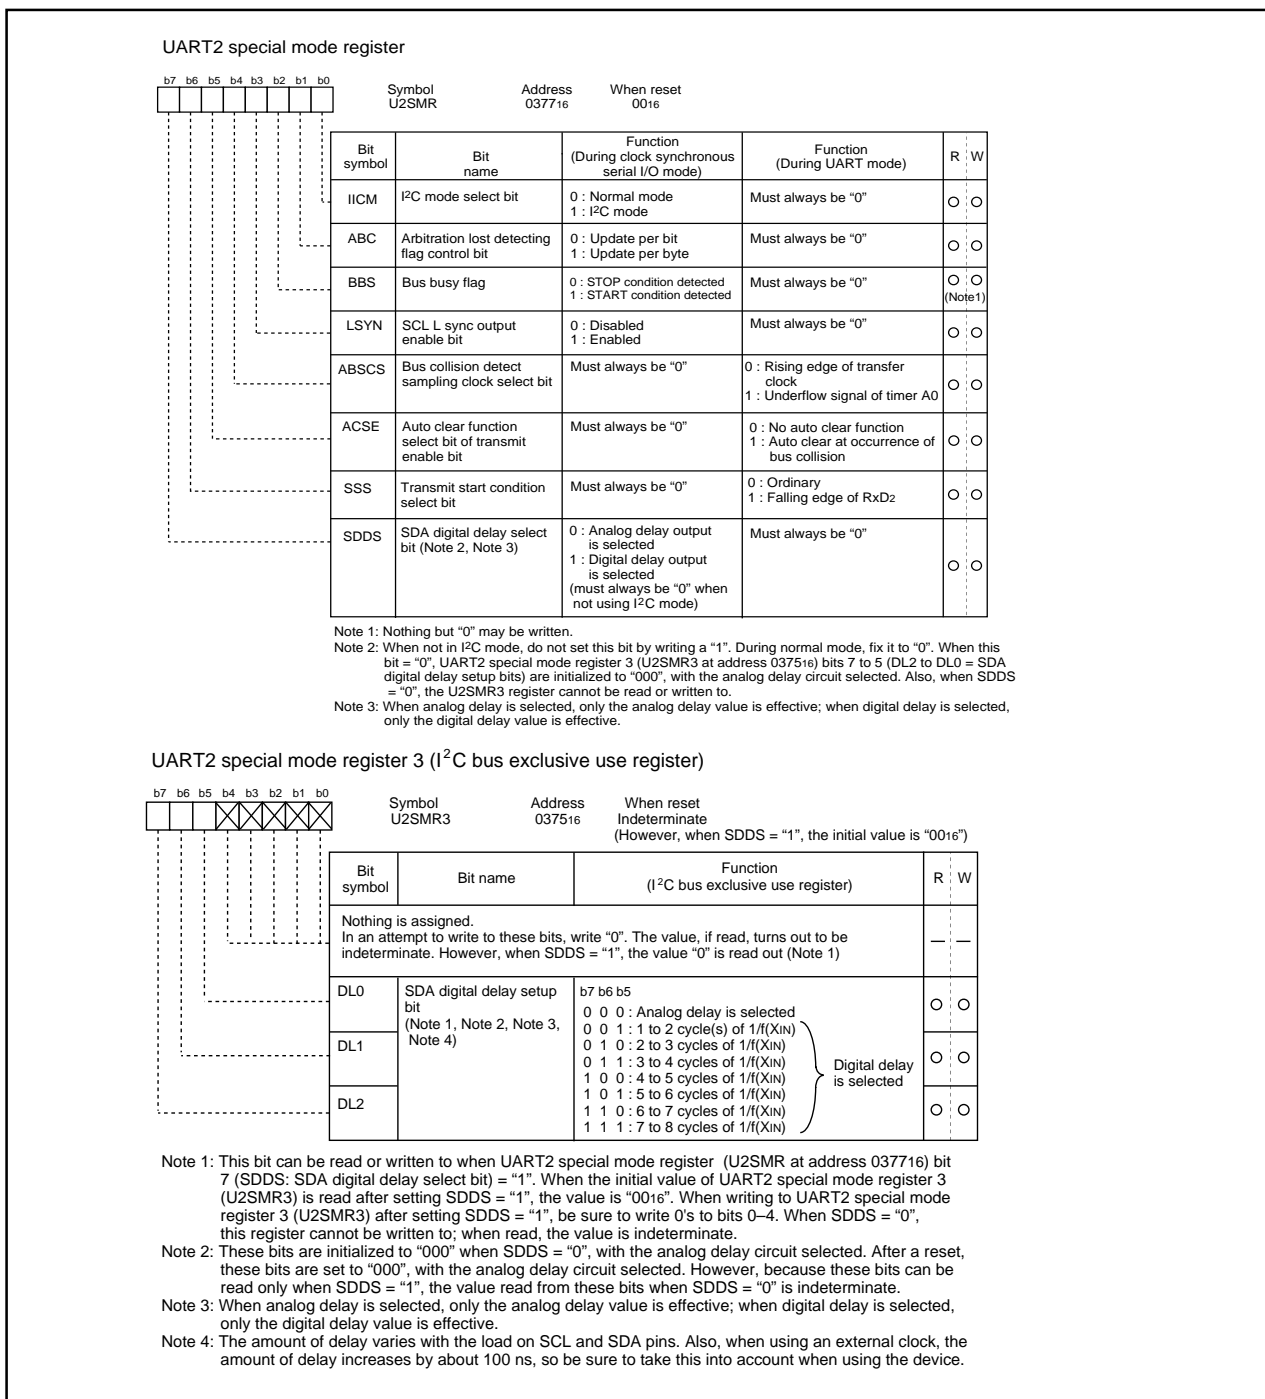 UART2 special mode register
b7 b6 b5 b4 b3 b2 b1 b0
Symbol Address When reset
U2SMR 037716 0016
Bit symbol Bit name Function (During clock synchronous serial I/O mode) Function (During UART mode) R W
IICM I2C mode select bit 0 : Normal mode Must always be “0”
1 : I2C mode
ABC Arbitration lost detecting 0 : Update per bit Must always be “0”
flag control bit 1 : Update per byte
BBS Bus busy flag 0 : STOP condition detected Must always be “0”
1 : START condition detected (Note1)
LSYN SCL L sync output 0 : Disabled Must always be “0”
enable bit 1 : Enabled
ABSCS Bus collision detect Must always be “0” 0 : Rising edge of transfer
sampling clock select bit clock
1 : Underflow signal of timer A0
ACSE Auto clear function Must always be “0” 0 : No auto clear function
select bit of transmit 1 : Auto clear at occurrence of
enable bit bus collision
SSS Transmit start condition Must always be “0” 0 : Ordinary
select bit 1 : Falling edge of RxD2
SDDS SDA digital delay select 0 : Analog delay output Must always be “0”
bit (Note 2, Note 3) is selected
1 : Digital delay output
is selected
(must always be “0” when
not using I2C mode)
Note 1: Nothing but “0” may be written.
Note 2: When not in I2C mode, do not set this bit by writing a “1”. During normal mode, fix it to “0”. When this
bit = “0”, UART2 special mode register 3 (U2SMR3 at address 037516) bits 7 to 5 (DL2 to DL0 = SDA
digital delay setup bits) are initialized to “000”, with the analog delay circuit selected. Also, when SDDS
= “0”, the U2SMR3 register cannot be read or written to.
Note 3: When analog delay is selected, only the analog delay value is effective; when digital delay is selected,
only the digital delay value is effective.
UART2 special mode register 3 (I2C bus exclusive use register)
b7 b6 b5 b4 b3 b2 b1 b0
Symbol Address When reset
U2SMR3 037516 Indeterminate
(However, when SDDS = “1”, the initial value is “0016”)
Bit symbol Bit name Function (I2C bus exclusive use register) R W
Nothing is assigned.
In an attempt to write to these bits, write “0”. The value, if read, turns out to be
indeterminate. However, when SDDS = “1”, the value “0” is read out (Note 1)
— —
DL0 SDA digital delay setup b7 b6 b5
bit
(Note 1, Note 2, Note 3,
Note 4)
DL1
DL2
0 0 0 : Analog delay is selected
0 0 1 : 1 to 2 cycle(s) of 1/f(XIN)
0 1 0 : 2 to 3 cycles of 1/f(XIN)
0 1 1 : 3 to 4 cycles of 1/f(XIN)
1 0 0 : 4 to 5 cycles of 1/f(XIN)
1 0 1 : 5 to 6 cycles of 1/f(XIN)
1 1 0 : 6 to 7 cycles of 1/f(XIN)
1 1 1 : 7 to 8 cycles of 1/f(XIN)
Digital delay
is selected
Note 1: This bit can be read or written to when UART2 special mode register (U2SMR at address 037716) bit
7 (SDDS: SDA digital delay select bit) = “1”. When the initial value of UART2 special mode register 3
(U2SMR3) is read after setting SDDS = “1”, the value is “0016”. When writing to UART2 special mode
register 3 (U2SMR3) after setting SDDS = “1”, be sure to write 0's to bits 0–4. When SDDS = “0”,
this register cannot be written to; when read, the value is indeterminate.
Note 2: These bits are initialized to “000” when SDDS = “0”, with the analog delay circuit selected. After a reset,
these bits are set to “000”, with the analog delay circuit selected. However, because these bits can be
read only when SDDS = “1”, the value read from these bits when SDDS = “0” is indeterminate.
Note 3: When analog delay is selected, only the analog delay value is effective; when digital delay is selected,
only the digital delay value is effective.
Note 4: The amount of delay varies with the load on SCL and SDA pins. Also, when using an external clock, the
amount of delay increases by about 100 ns, so be sure to take this into account when using the device.